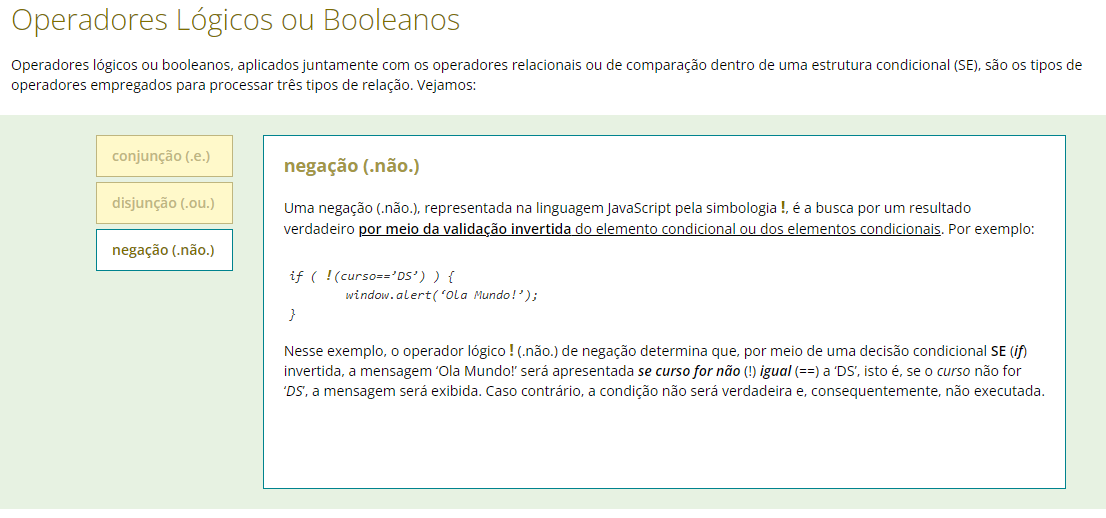 Operadores Lógicos ou Booleanos
Operadores lógicos ou booleanos, aplicados juntamente com os operadores relacionais ou de comparação dentro de uma estrutura condicional (SE), são os tipos de
operadores empregados para processar três tipos de relação. Vejamos:
conjunção (.e.)
disjunção (.ou.)
negação (.não.)
negação (.não.)
Uma negação (.não.), representada na linguagem JavaScript pela simbologia !, é a busca por um resultado
verdadeiro por meio da validação invertida do elemento condicional ou dos elementos condicionais. Por exemplo:
if ( !(curso==’DS’) ) {
window.alert(‘Ola Mundo!’);
}
Nesse exemplo, o operador lógico ! (.não.) de negação determina que, por meio de uma decisão condicional SE (if)
invertida, a mensagem ‘Ola Mundo!’ será apresentada se curso for não (!) igual (==) a ‘DS’, isto é, se o curso não for
‘DS’, a mensagem será exibida. Caso contrário, a condição não será verdadeira e, consequentemente, não executada.